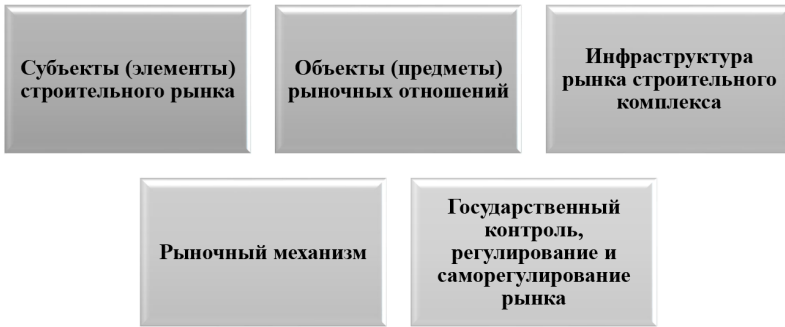 Субъекты (элементы)
строительного рынка
Объекты (предметы)
рыночных отношений
Инфраструктура
рынка строительного
комплекса
Рыночный механизм
Государственный
контроль,
регулирование и
саморегулирование
рынка